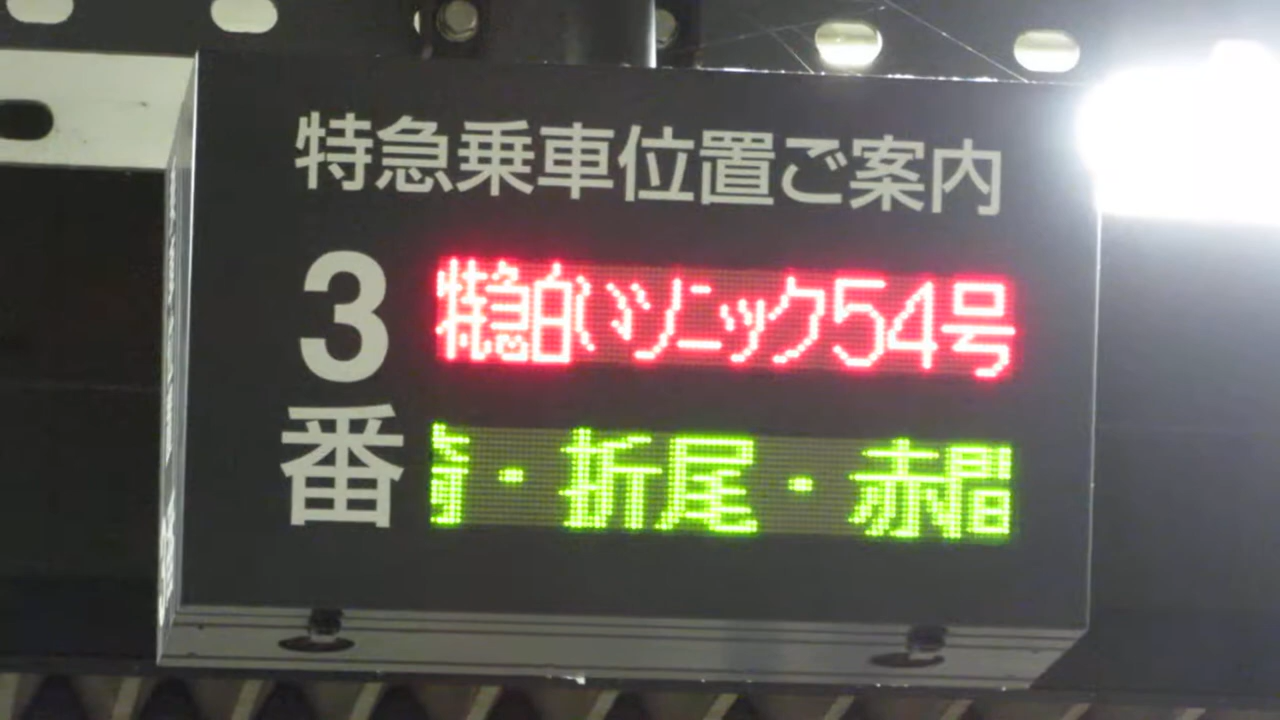 特急乗車位置ご案内
3番
特急白いソニック54号
・折尾・赤間